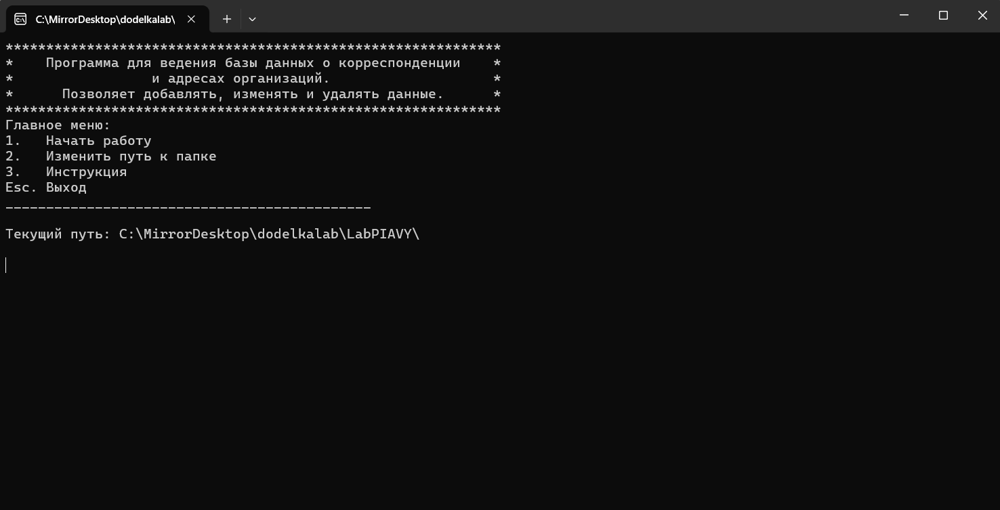 C:\MirrorDesktop\dodelkalab\
*************************************************************
*    Программа для ведения базы данных о корреспонденции    *
*                 и адресах организаций.                    *
*      Позволяет добавлять, изменять и удалять данные.      *
*************************************************************
Главное меню:
1.   Начать работу
2.   Изменить путь к папке
3.   Инструкция
Esc. Выход
_____________________________________________
Текущий путь: C:\MirrorDesktop\dodelkalab\LabPIAVY\